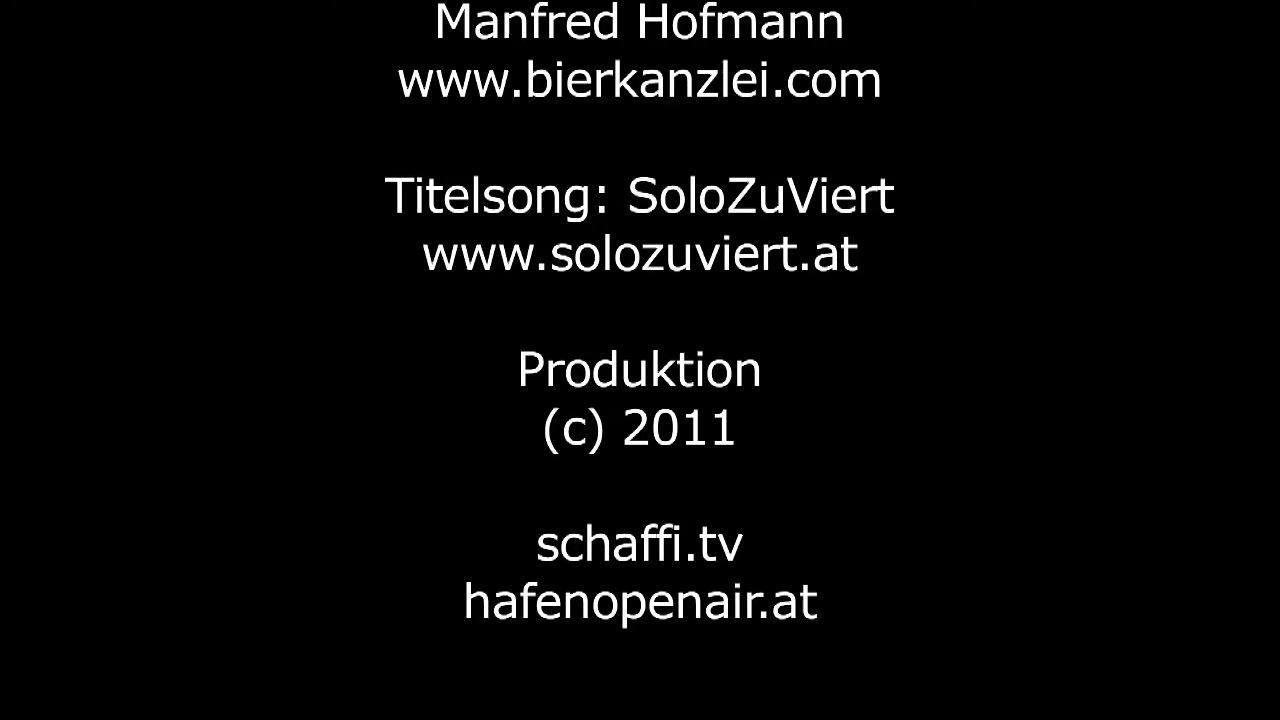 Manfred Hofmann
www.bierkanzlei.com
Titelsong: SoloZuViert
www.solozuviert.at
Produktion
(c) 2011
schaffi.tv
hafenopenair.at